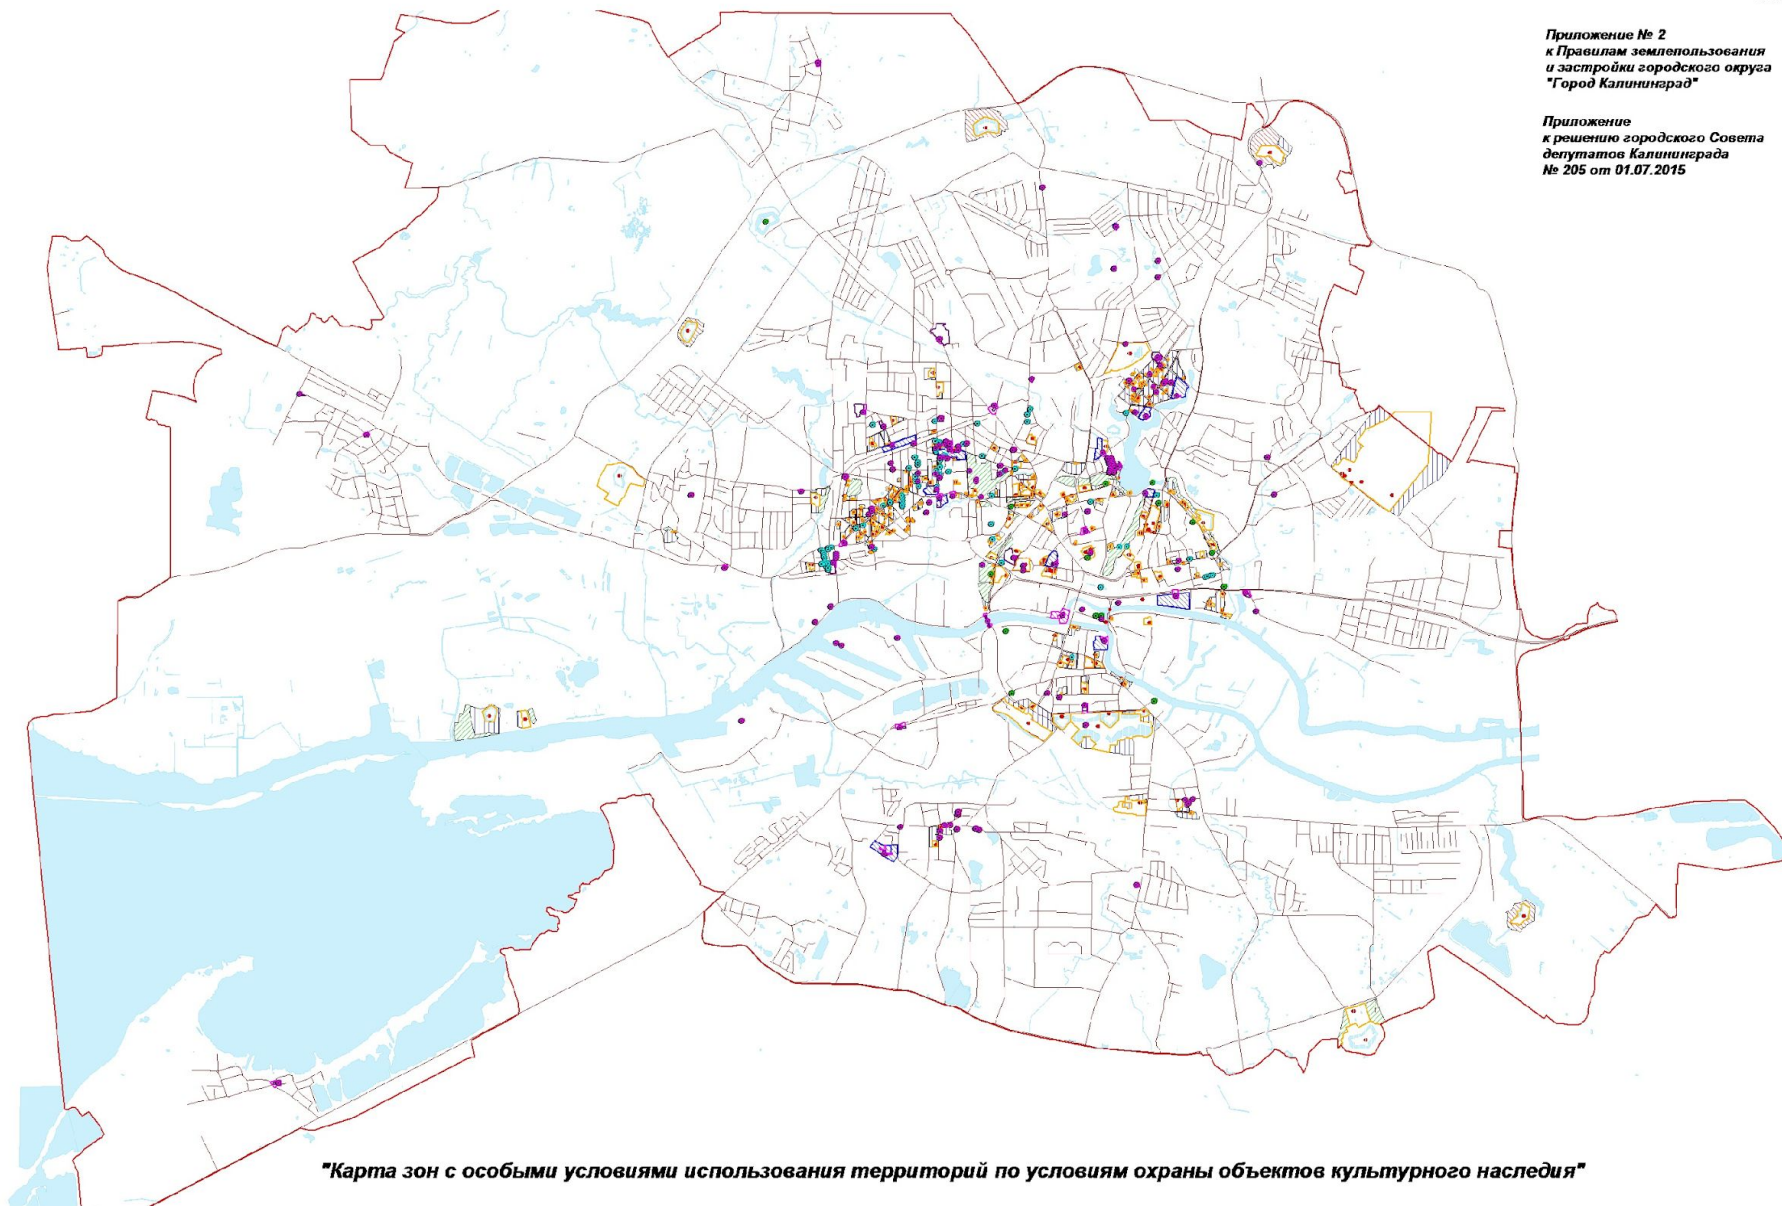 Приложение № 2
к Правилам землепользования
и застройки городского округа
"Город Калининград"
Приложение
к решению городского Совета
депутатов Калининграда
№ 205 от 01.07.2015
"Карта зон с особыми условиями использования территорий по условиям охраны объектов культурного наследия"